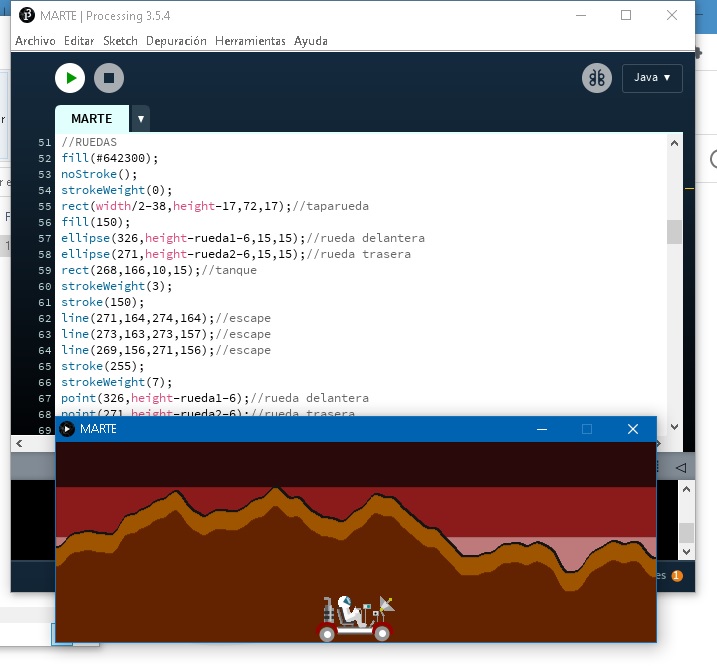 MARTE | Processing 3.5.4
Archivo Editar Sketch Depuración Herramientas Ayuda
Java ▼
MARTE ▼
51 //RUEDAS
52 fill(#642300);
53 noStroke();
54 strokeWeight(0);
55 rect(width/2-38,height-17,72,17);//taparueda
56 fill(150);
57 ellipse(326,height-rueda1-6,15,15);//rueda delantera
58 ellipse(271,height-rueda2-6,15,15);//rueda trasera
59 rect(268,166,10,15);//tanque
60 strokeWeight(3);
61 stroke(150);
62 line(271,164,274,164);//escape
63 line(273,163,273,157);//escape
64 line(269,156,271,156);//escape
65 stroke(255);
66 strokeWeight(7);
67 point(326,height-rueda1-6);//rueda delantera
68 point(271,height-rueda2-6);//rueda trasera
69
MARTE
es 1